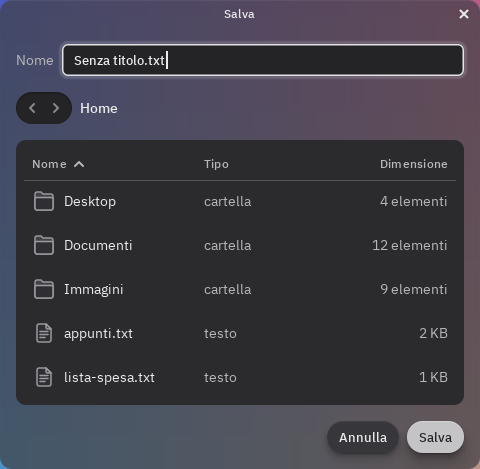 Salva
Nome Senza titolo.txt
Home
Nome Tipo Dimensione
Desktop cartella 4 elementi
Documenti cartella 12 elementi
Immagini cartella 9 elementi
appunti.txt testo 2 KB
lista-spesa.txt testo 1 KB
Annulla Salva